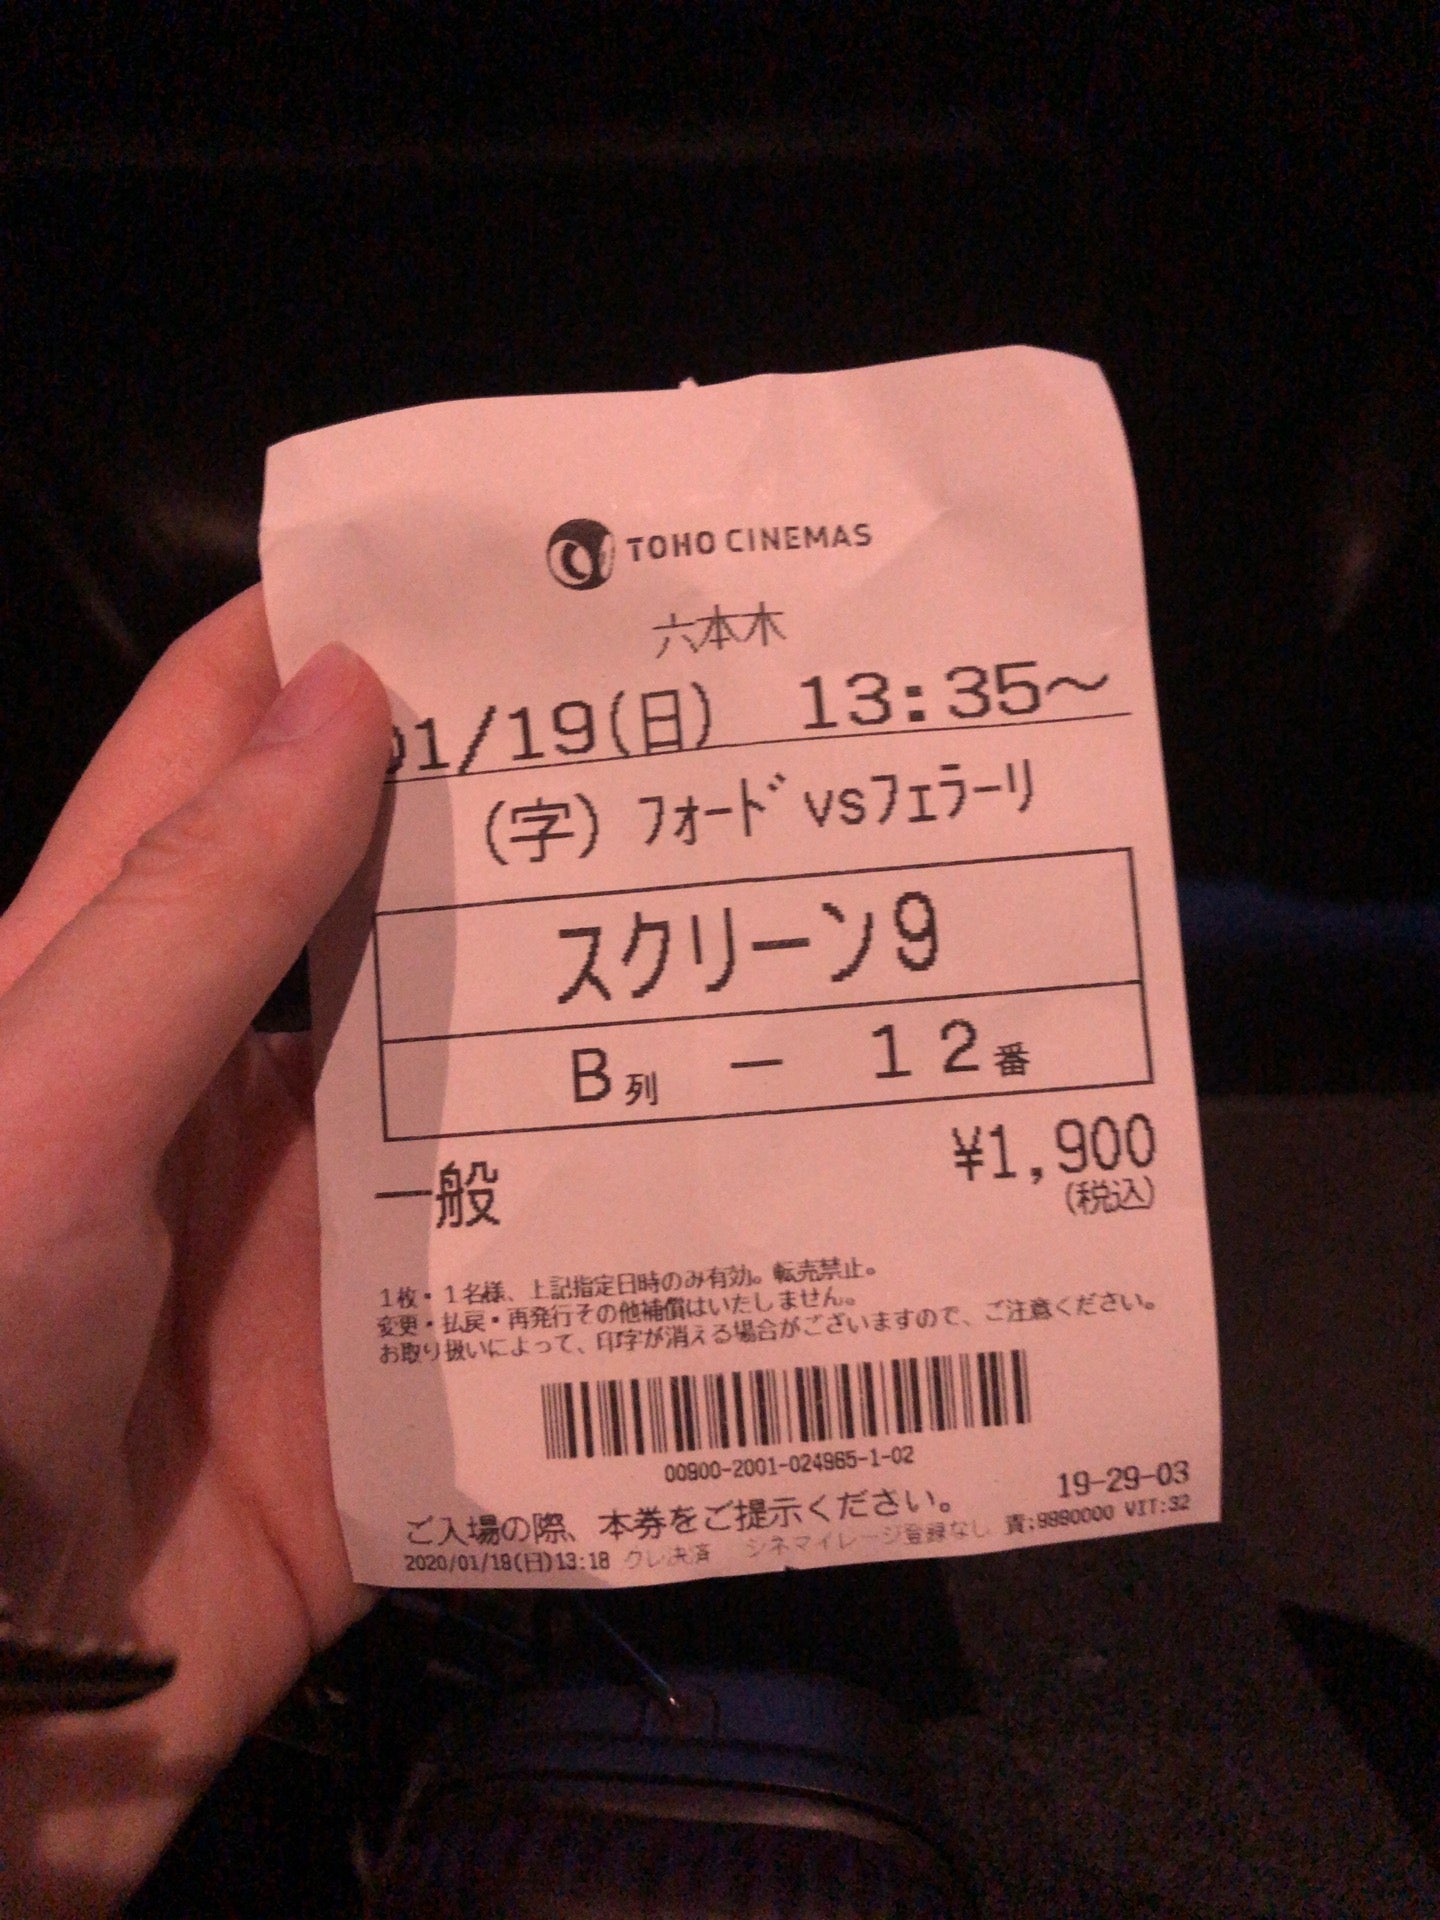 TOHO CINEMAS
六本木
01/19(日) 13:35～
(字) フォードvsフェラーリ
スクリーン9
B列 － 12番
一般 ¥1,900
(税込)
1枚・1名様、上記指定日時のみ有効。転売禁止。
変更・払戻・再発行その他補償はいたしません。
お取り扱いによって、印字が消える場合がございますので、ご注意ください。
00900-2001-024965-1-02
19-29-03
ご入場の際、本券をご提示ください。
2020/01/19(日)13:18 クレ決済 シネマイレージ登録なし 責:9990000 VIT:32